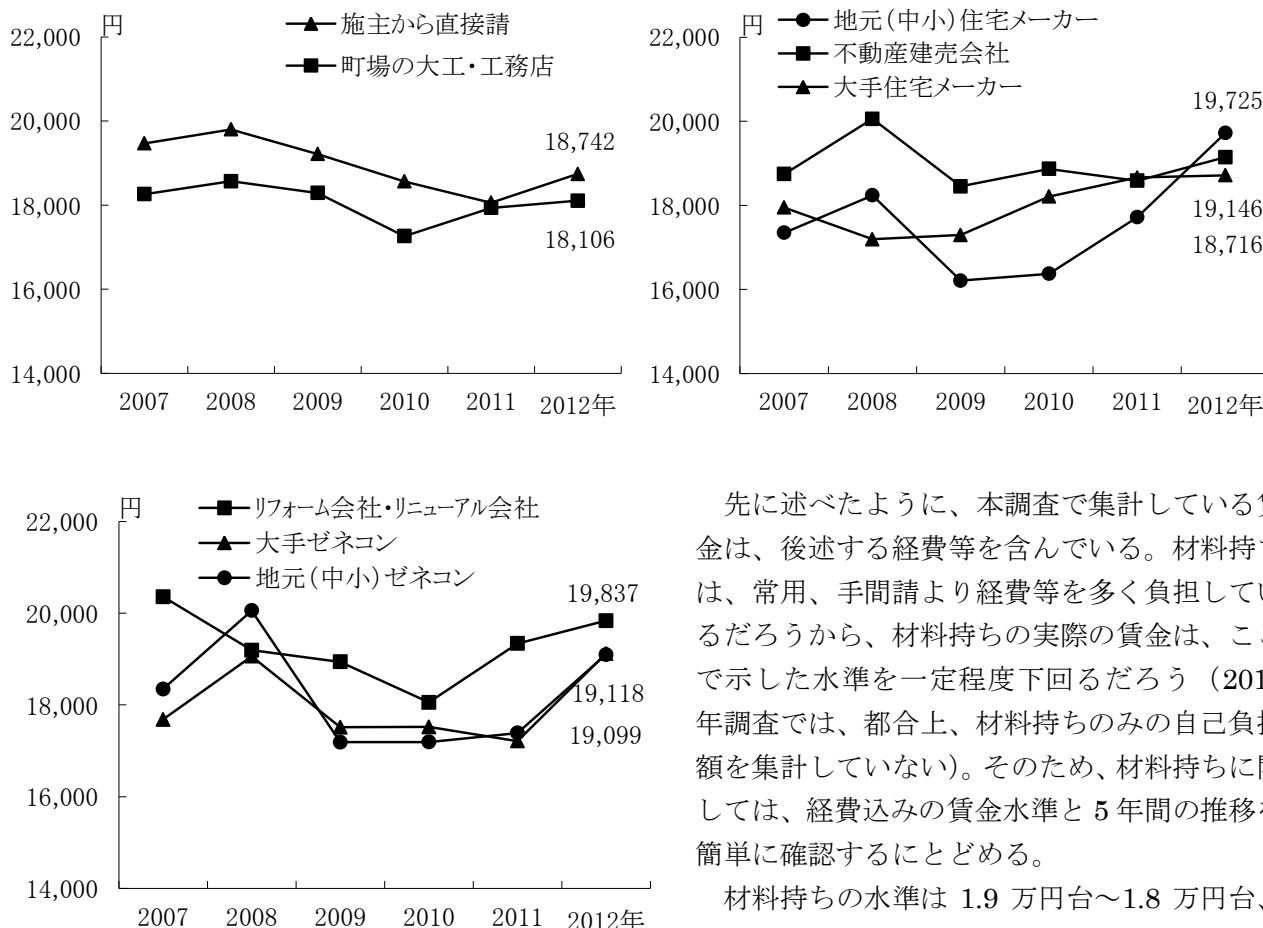 円
施主から直接請
町場の大工・工務店
22,000
20,000
18,000
16,000
14,000
18,742
18,106
2007 2008 2009 2010 2011 2012年
円
地元(中小)住宅メーカー
不動産建売会社
大手住宅メーカー
22,000
20,000
18,000
16,000
14,000
19,725
19,146
18,716
2007 2008 2009 2010 2011 2012年
円
リフォーム会社・リニューアル会社
大手ゼネコン
地元(中小)ゼネコン
22,000
20,000
18,000
16,000
14,000
19,837
19,118
19,099
2007 2008 2009 2010 2011 2012年
先に述べたように、本調査で集計している
金は、後述する経費等を含んでいる。材料持
は、常用、手間請より経費等を多く負担してい
るだろうから、材料持ちの実際の賃金は、こ
で示した水準を一定程度下回るだろう（201
年調査では、都合上、材料持ちのみの自己負
額を集計していない）。そのため、材料持ちに
しては、経費込みの賃金水準と 5 年間の推移
簡単に確認するにとどめる。
材料持ちの水準は 1.9 万円台～1.8 万円台、